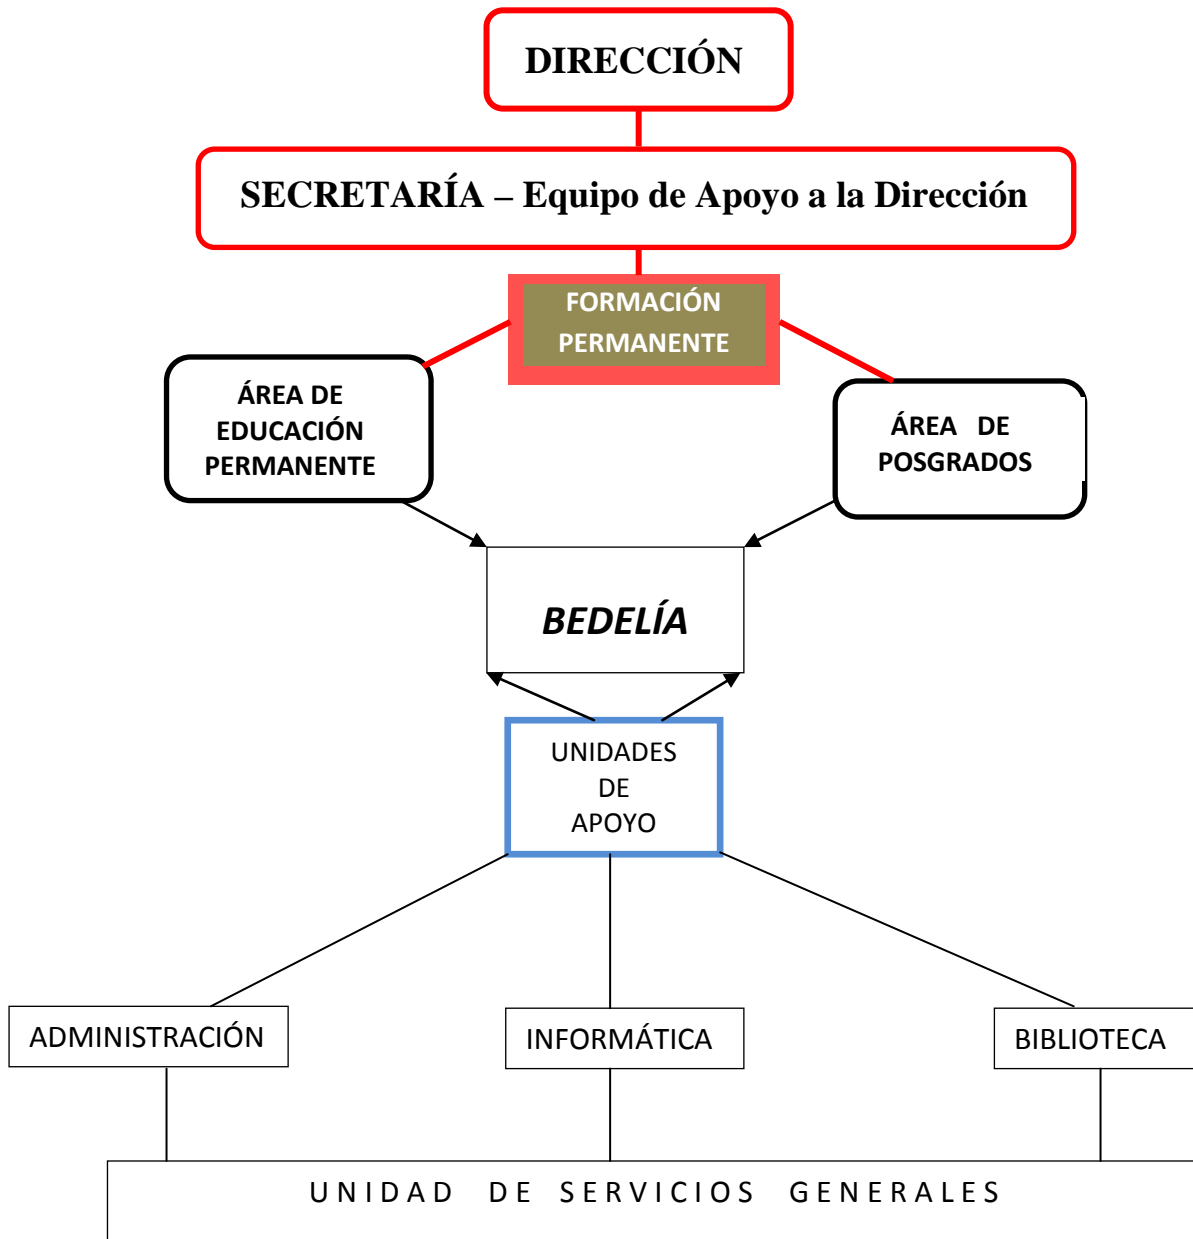 DIRECCIÓN
SECRETARÍA – Equipo de Apoyo a la Dirección
FORMACIÓN
PERMANENTE
ÁREA DE
EDUCACIÓN
PERMANENTE
ÁREA DE
POSGRADOS
BEDELÍA
UNIDADES
DE
APOYO
ADMINISTRACIÓN
INFORMÁTICA
BIBLIOTECA
UNIDAD DE SERVICIOS GENERALES